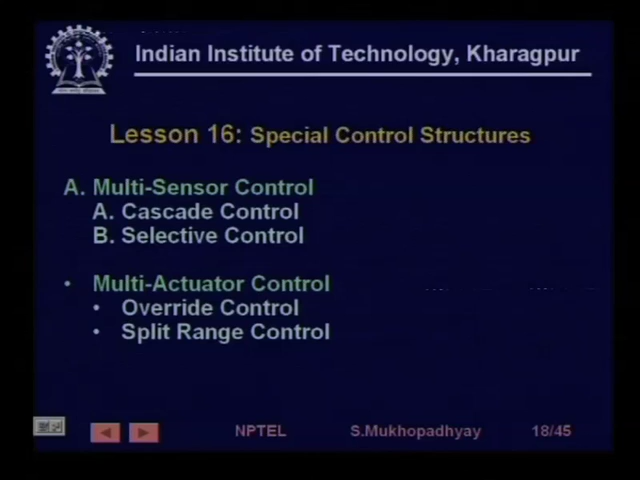 Indian Institute of Technology, Kharagpur
Lesson 16: Special Control Structures
A. Multi-Sensor Control
A. Cascade Control
B. Selective Control
• Multi-Actuator Control
• Override Control
• Split Range Control
NPTEL S.Mukhopadhyay 18/45